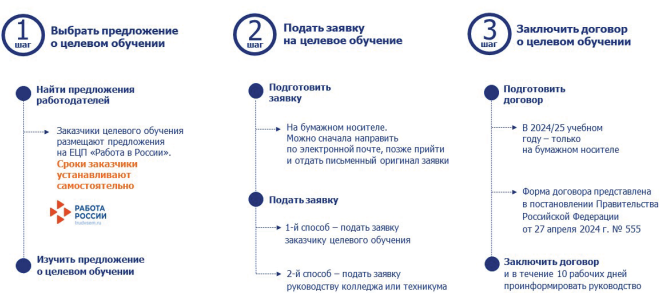 1
шаг
Выбрать предложение
о целевом обучении
Найти предложения
работодателей
Заказчики целевого обучения
размещают предложения
на ЕЦП «Работа в России».
Сроки заказчики
устанавливают
самостоятельно
РАБОТА
РОССИИ
trudvsem.ru
Изучить предложение
о целевом обучении
2
шаг
Подать заявку
на целевое обучение
Подготовить
заявку
На бумажном носителе.
Можно сначала направить
по электронной почте, позже прийти
и отдать письменный оригинал заявки
Подать заявку
1-й способ – подать заявку
заказчику целевого обучения
2-й способ – подать заявку
руководству колледжа или техникума
3
шаг
Заключить договор
о целевом обучении
Подготовить
договор
В 2024/25 учебном
году – только
на бумажном носителе
Форма договора представлена
в постановлении Правительства
Российской Федерации
от 27 апреля 2024 г. № 555
Заключить договор
и в течение 10 рабочих дней
проинформировать руководство